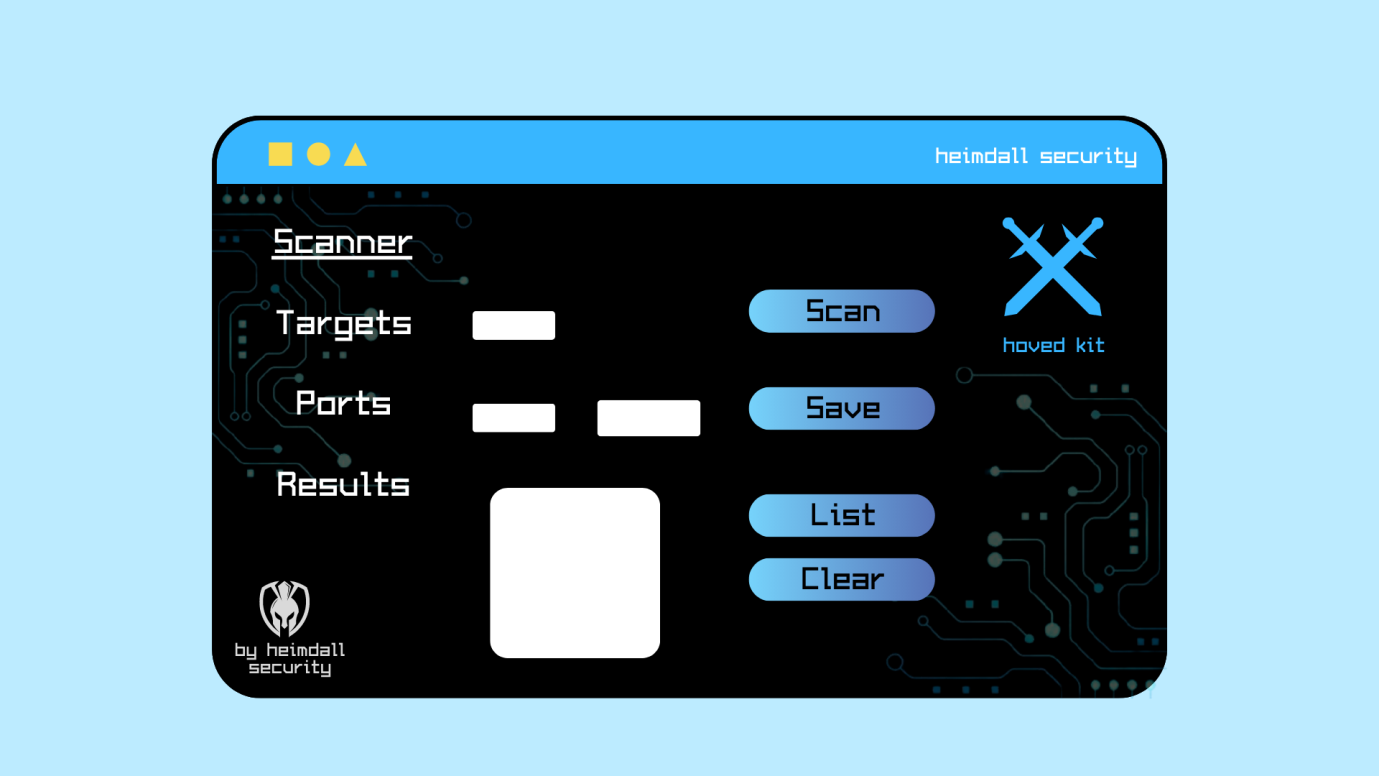 heimdall security
Scanner
hoved kit
Targets
Scan
Ports
Save
Results
List
Clear
by heimdall
security